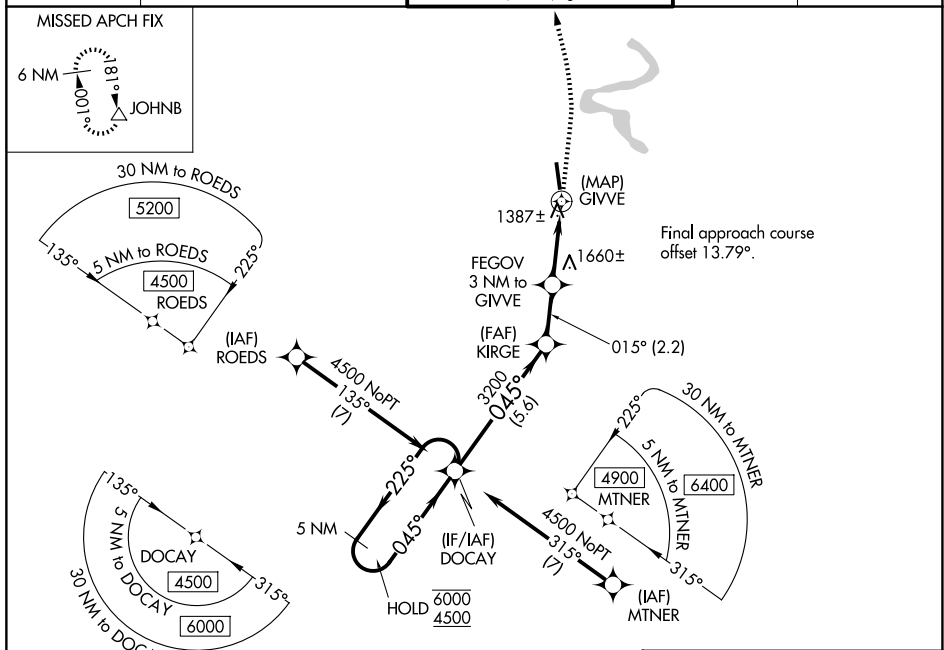 MISSED APCH FIX
6 NM
181°
001°
JOHNB
30 NM to ROEDS
5200
135°
5 NM to ROEDS
225°
4500
ROEDS
(IAF)
ROEDS
4500 NoPT
135°
(7)
(MAP)
GIVVE
1387±
Final approach course
offset 13.79°.
1660±
FEGOV
3 NM to
GIVVE
(FAF)
KIRGE
015° (2.2)
3200
045°
(5.6)
225°
045°
5 NM
(IF/IAF)
DOCAY
HOLD
6000
4500
30 NM to MTNER
225°
5 NM to MTNER
4900
MTNER
6400
315°
4500 NoPT
315°
(7)
(IAF)
MTNER
135°
DOCAY
5 NM to DOCAY
4500
315°
6000
30 NM to